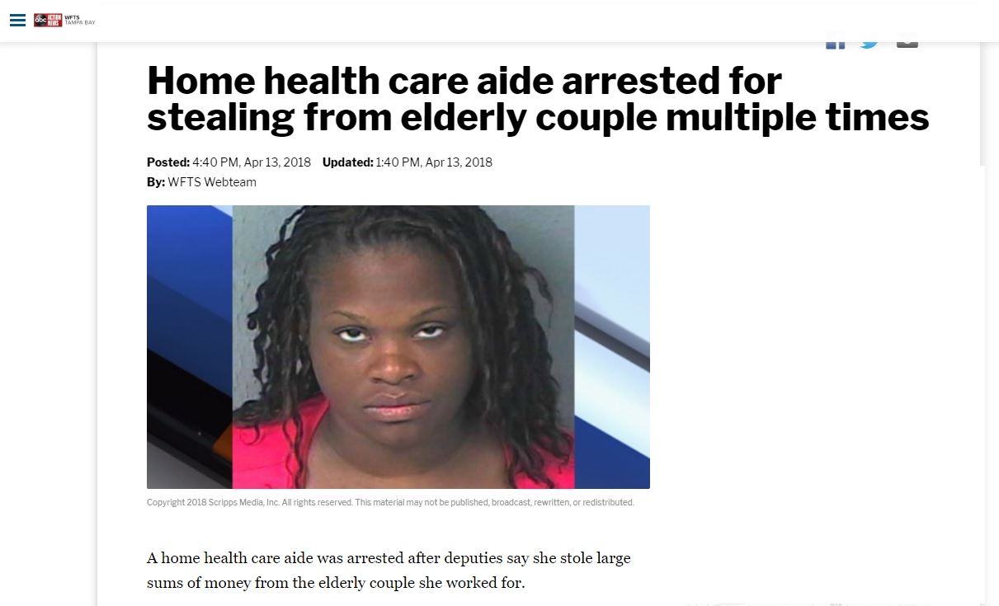 abc ACTION NEWS WFTS TAMPA BAY
Home health care aide arrested for
stealing from elderly couple multiple times
Posted: 4:40 PM, Apr 13, 2018 Updated: 1:40 PM, Apr 13, 2018
By: WFTS Webteam
Copyright 2018 Scripps Media, Inc. All rights reserved. This material may not be published, broadcast, rewritten, or redistributed.
A home health care aide was arrested after deputies say she stole large
sums of money from the elderly couple she worked for.